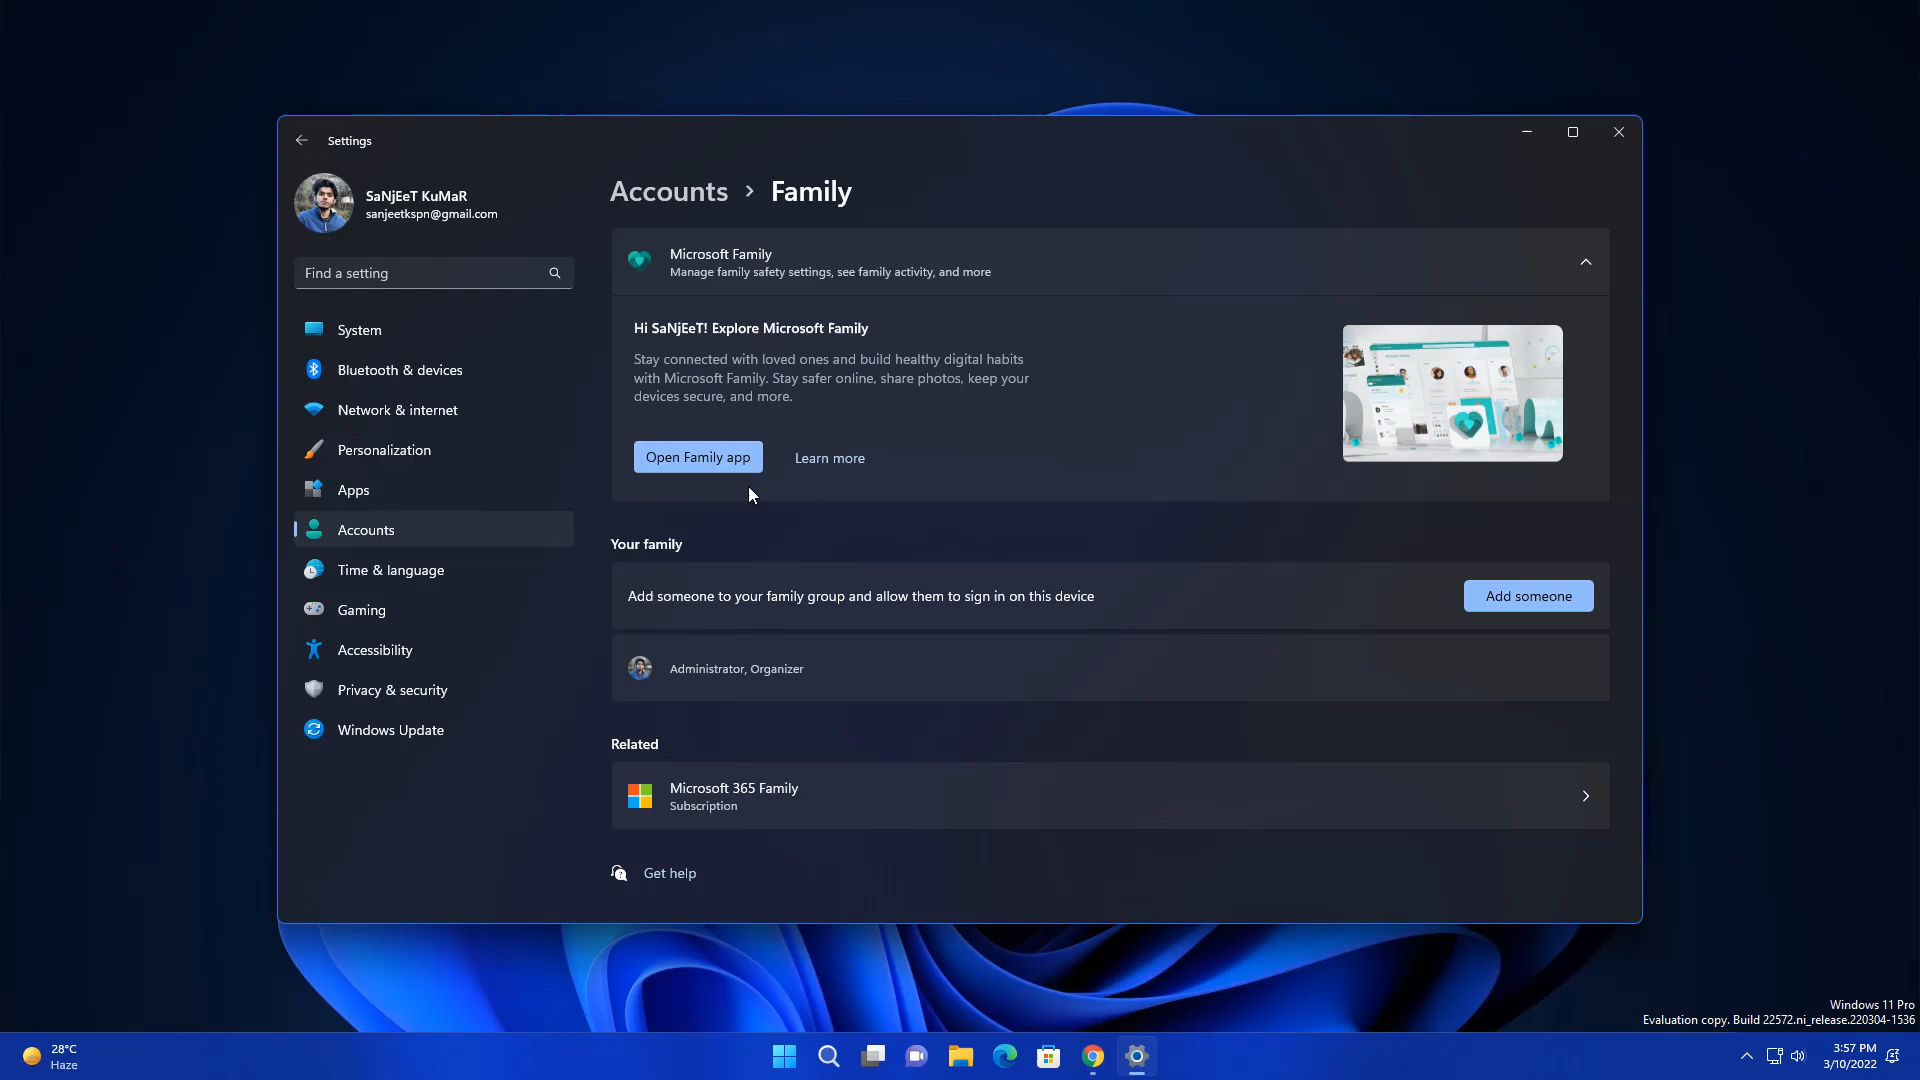 Settings
SaNjEeT KuMaR
sanjeetkspn@gmail.com
Find a setting
System
Bluetooth & devices
Network & internet
Personalization
Apps
Accounts
Time & language
Gaming
Accessibility
Privacy & security
Windows Update
Accounts > Family
Microsoft Family
Manage family safety settings, see family activity, and more
Hi SaNjEeT! Explore Microsoft Family
Stay connected with loved ones and build healthy digital habits
with Microsoft Family. Stay safer online, share photos, keep your
devices secure, and more.
Open Family app
Learn more
Your family
Add someone to your family group and allow them to sign in on this device
Add someone
Administrator, Organizer
Related
Microsoft 365 Family
Subscription
Get help
Windows 11 Pro
Evaluation copy. Build 22572.ni_release.220304-1536
28°C
Haze
3:57 PM
3/10/2022